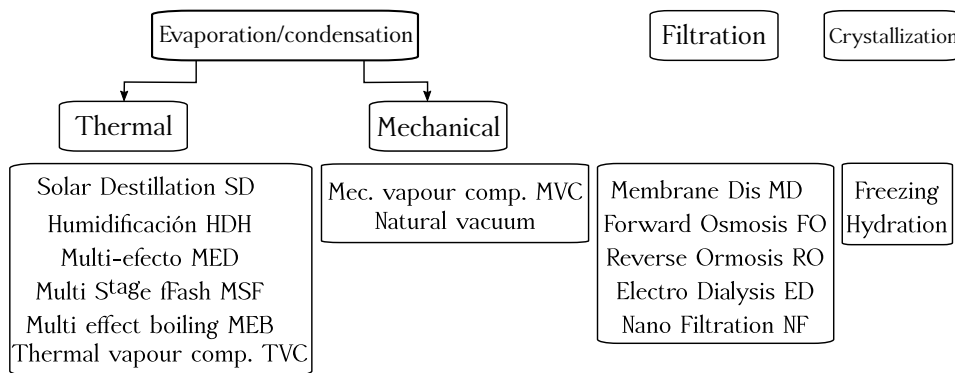 Evaporation/condensation
Filtration
Crystallization
Thermal
Mechanical
Solar Destillation SD
Humidificación HDH
Multi-efecto MED
Multi Stage fFash MSF
Multi effect boiling MEB
Thermal vapour comp. TVC
Mec. vapour comp. MVC
Natural vacuum
Membrane Dis MD
Forward Osmosis FO
Reverse Ormosis RO
Electro Dialysis ED
Nano Filtration NF
Freezing
Hydration